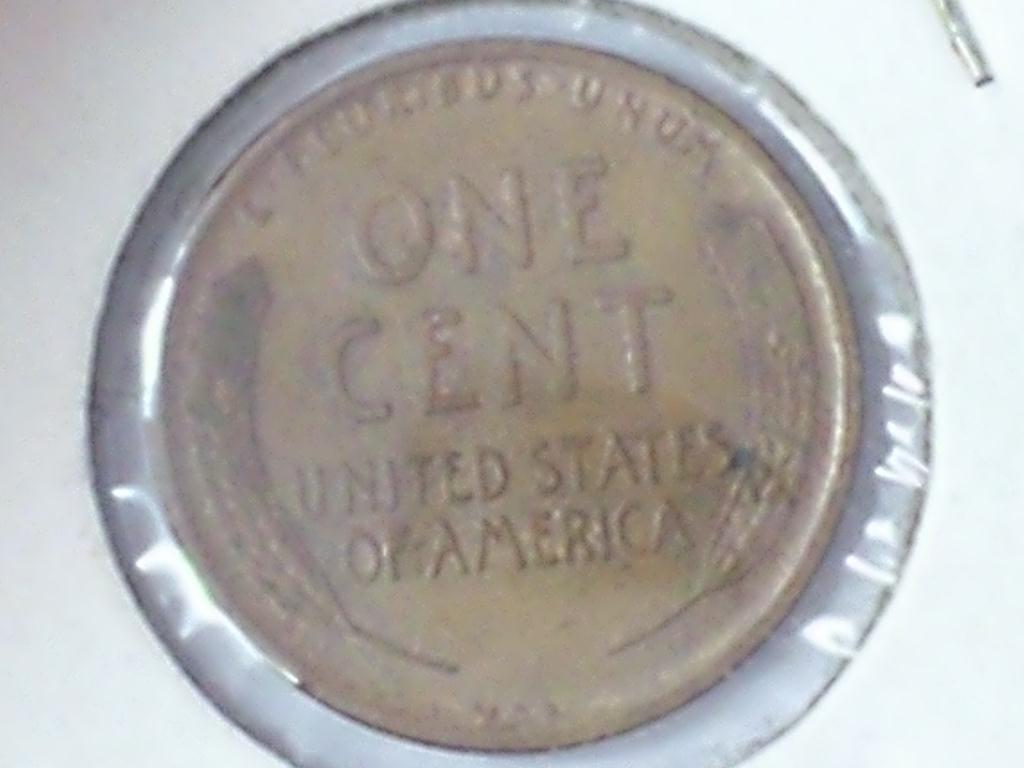 E·PLURIBUS·UNUM
ONE
CENT
UNITED STATES
OF AMERICA